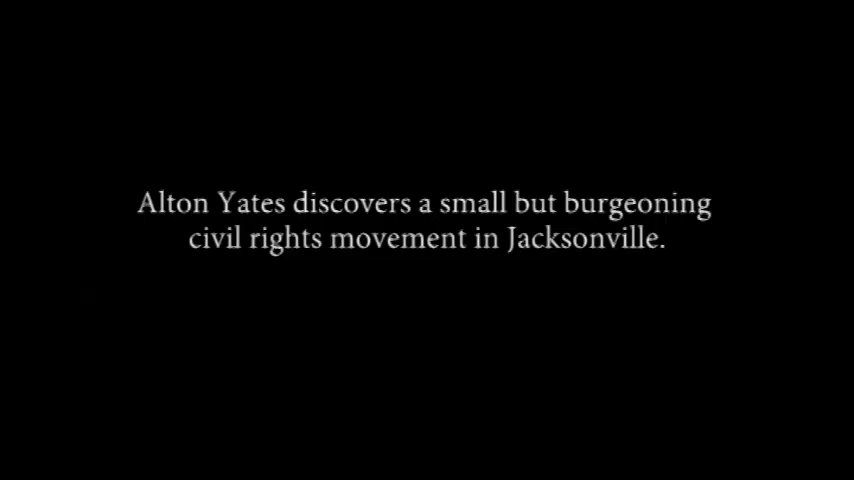 Alton Yates discovers a small but burgeoning
civil rights movement in Jacksonville.